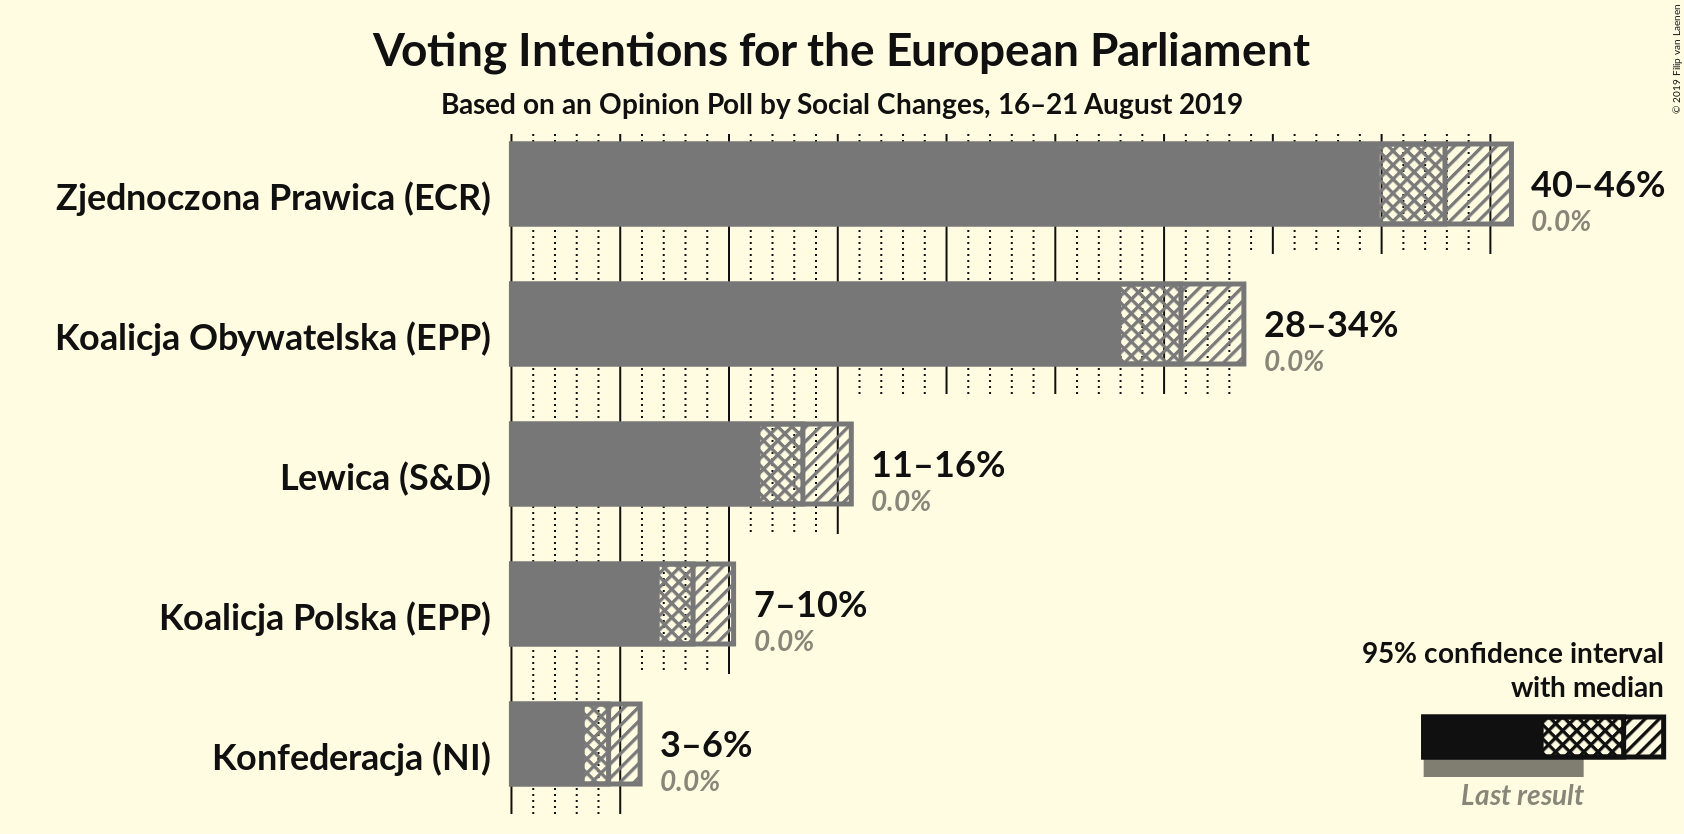 Voting Intentions for the European Parliament
Based on an Opinion Poll by Social Changes, 16–21 August 2019
© 2019 Filip van Laenen
Zjednoczona Prawica (ECR)
40–46%
0.0%
Koalicja Obywatelska (EPP)
28–34%
0.0%
Lewica (S&D)
11–16%
0.0%
Koalicja Polska (EPP)
7–10%
0.0%
Konfederacja (NI)
3–6%
0.0%
95% confidence interval
with median
Last result